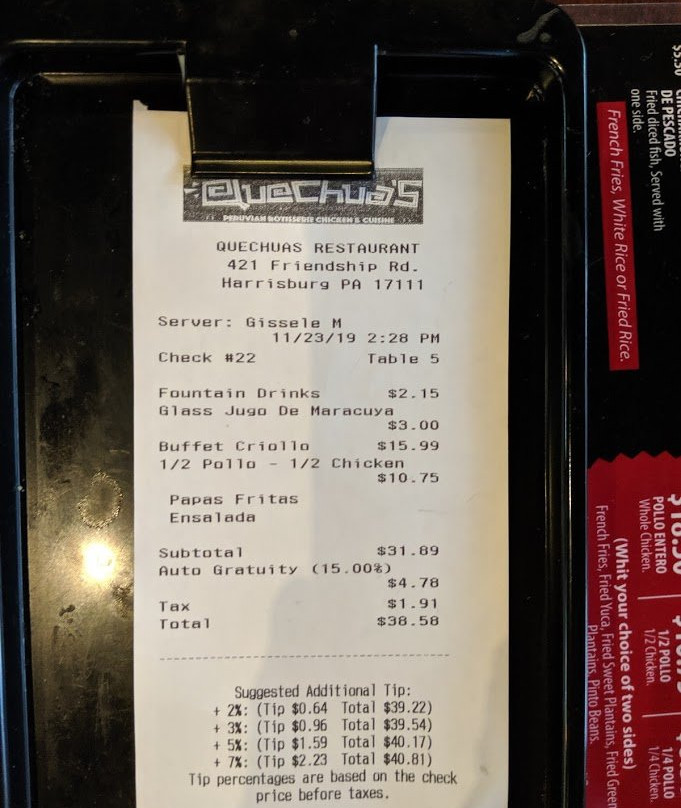 Quechua's
PERUVIAN ROTISSERIE CHICKEN & CUISINE
QUECHUAS RESTAURANT
421 Friendship Rd.
Harrisburg PA 17111
Server: Gissele M
11/23/19 2:28 PM
Check #22 Table 5
Fountain Drinks $2.15
Glass Jugo De Maracuya
$3.00
Buffet Criollo $15.99
1/2 Pollo - 1/2 Chicken
$10.75
Papas Fritas
Ensalada
Subtotal $31.89
Auto Gratuity (15.00%)
$4.78
Tax $1.91
Total $38.58
Suggested Additional Tip:
+ 2%: (Tip $0.64 Total $39.22)
+ 3%: (Tip $0.96 Total $39.54)
+ 5%: (Tip $1.59 Total $40.17)
+ 7%: (Tip $2.23 Total $40.81)
Tip percentages are based on the check
price before taxes.
DE PESCADO
Fried diced fish, Served with
one side.
French Fries, White Rice or Fried Rice.
POLLO ENTERO
Whole Chicken.
1/2 POLLO
1/2 Chicken.
1/4 POLLO
1/4 Chicken.
(Whit your choice of two sides)
French Fries, Fried Yuca, Fried Sweet Plantains, Fried Green
Plantains, Pinto Beans.